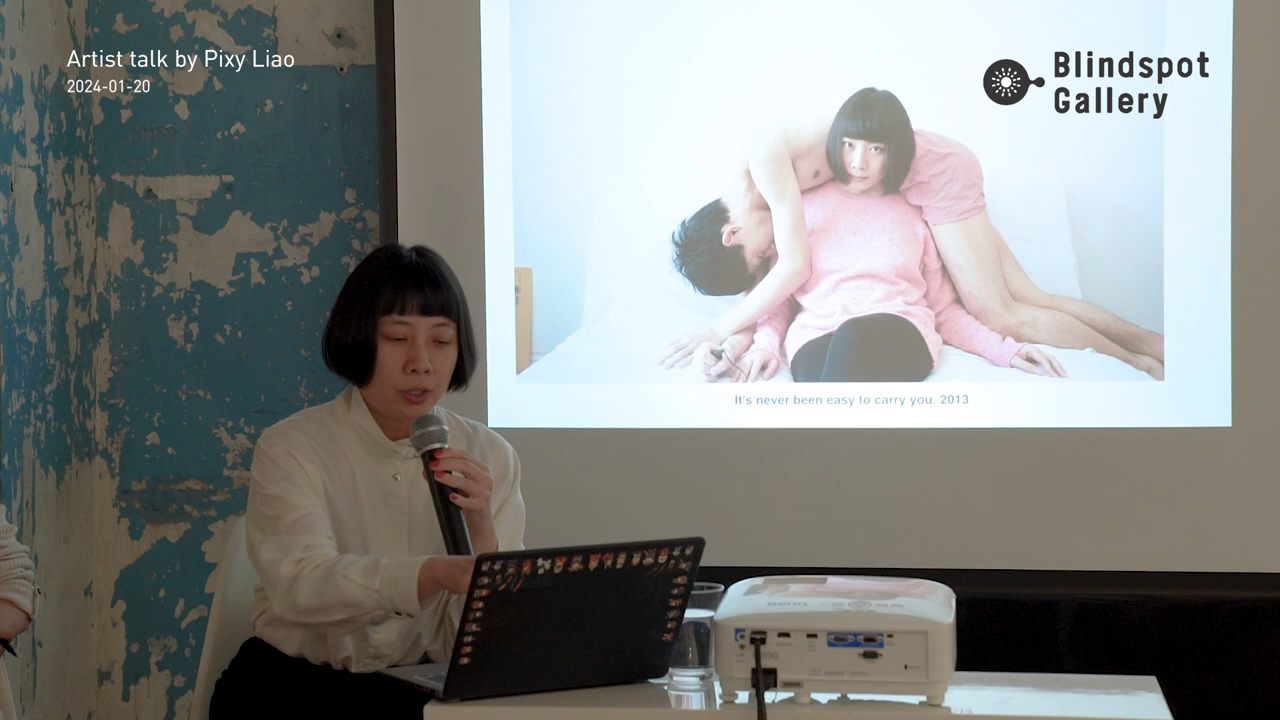 Artist talk by Pixy Liao
2024-01-20
Blindspot
Gallery
It's never been easy to carry you. 2013
BenQ